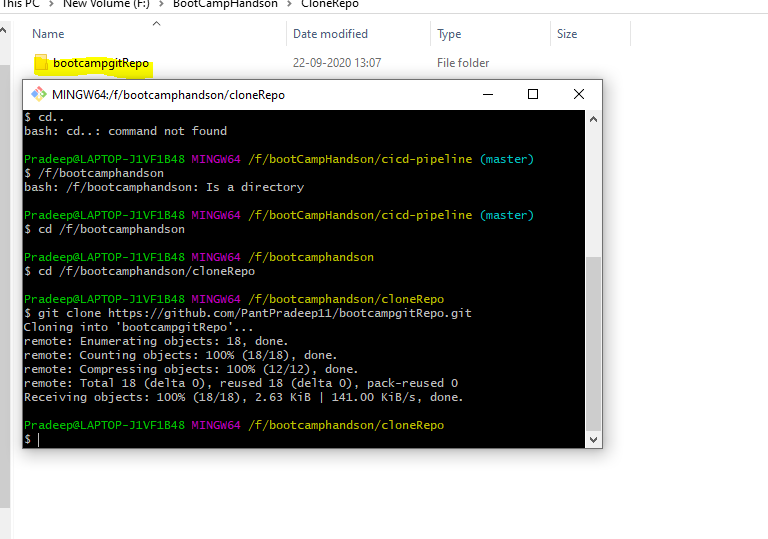 This PC > New Volume (F:) > BootCampHandson > CloneRepo
Name Date modified Type Size
bootcampgitRepo 22-09-2020 13:07 File folder
MINGW64:/f/bootcamphandson/cloneRepo
$ cd..
bash: cd..: command not found
Pradeep@LAPTOP-J1VF1B48 MINGW64 /f/bootCampHandson/cicd-pipeline (master)
$ /f/bootcamphandson
bash: /f/bootcamphandson: Is a directory
Pradeep@LAPTOP-J1VF1B48 MINGW64 /f/bootCampHandson/cicd-pipeline (master)
$ cd /f/bootcamphandson
Pradeep@LAPTOP-J1VF1B48 MINGW64 /f/bootcamphandson
$ cd /f/bootcamphandson/cloneRepo
Pradeep@LAPTOP-J1VF1B48 MINGW64 /f/bootcamphandson/cloneRepo
$ git clone https://github.com/PantPradeep11/bootcampgitRepo.git
Cloning into 'bootcampgitRepo'...
remote: Enumerating objects: 18, done.
remote: Counting objects: 100% (18/18), done.
remote: Compressing objects: 100% (12/12), done.
remote: Total 18 (delta 0), reused 18 (delta 0), pack-reused 0
Receiving objects: 100% (18/18), 2.63 KiB | 141.00 KiB/s, done.
Pradeep@LAPTOP-J1VF1B48 MINGW64 /f/bootcamphandson/cloneRepo
$